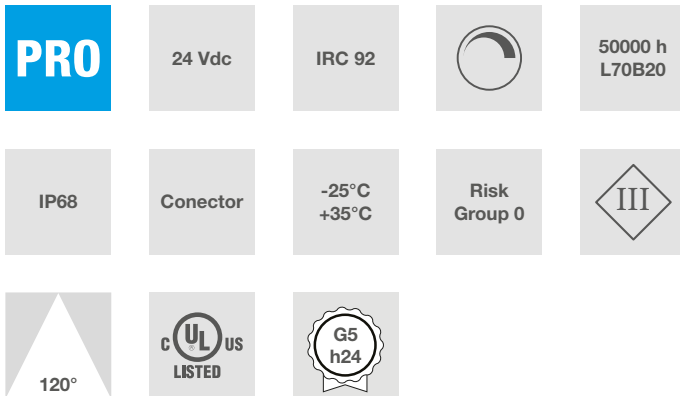 PRO
24 Vdc
IRC 92
50000 h
L70B20
IP68
Conector
-25°C
+35°C
Risk
Group 0
III
120°
C UL® US
LISTED
G5
h24